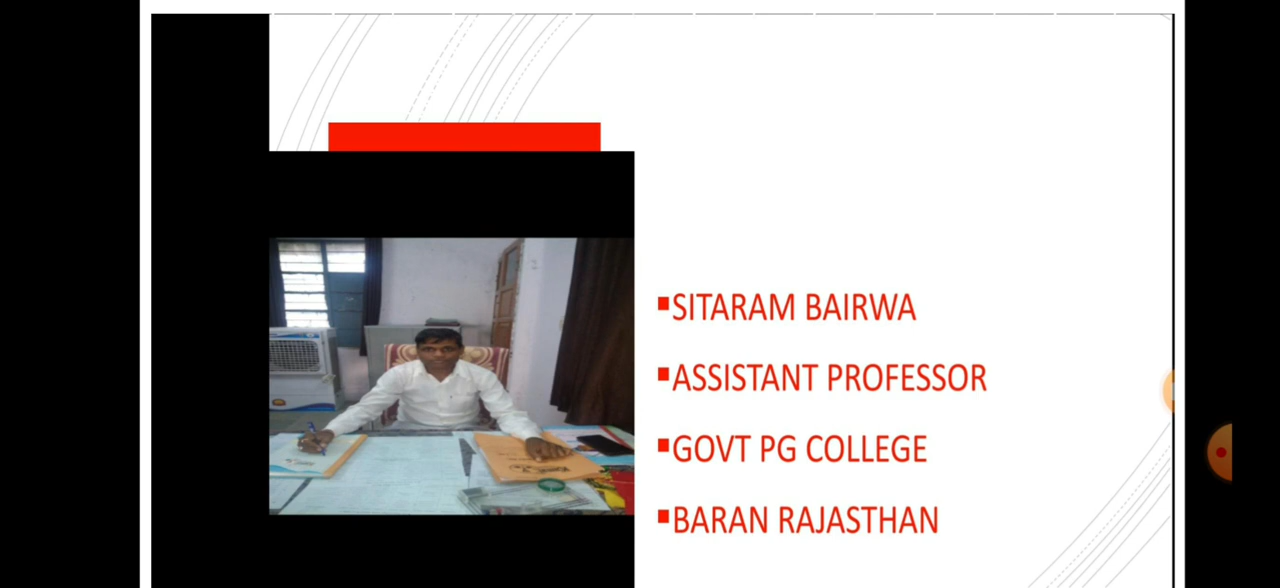 SITARAM BAIRWA
ASSISTANT PROFESSOR
GOVT PG COLLEGE
BARAN RAJASTHAN